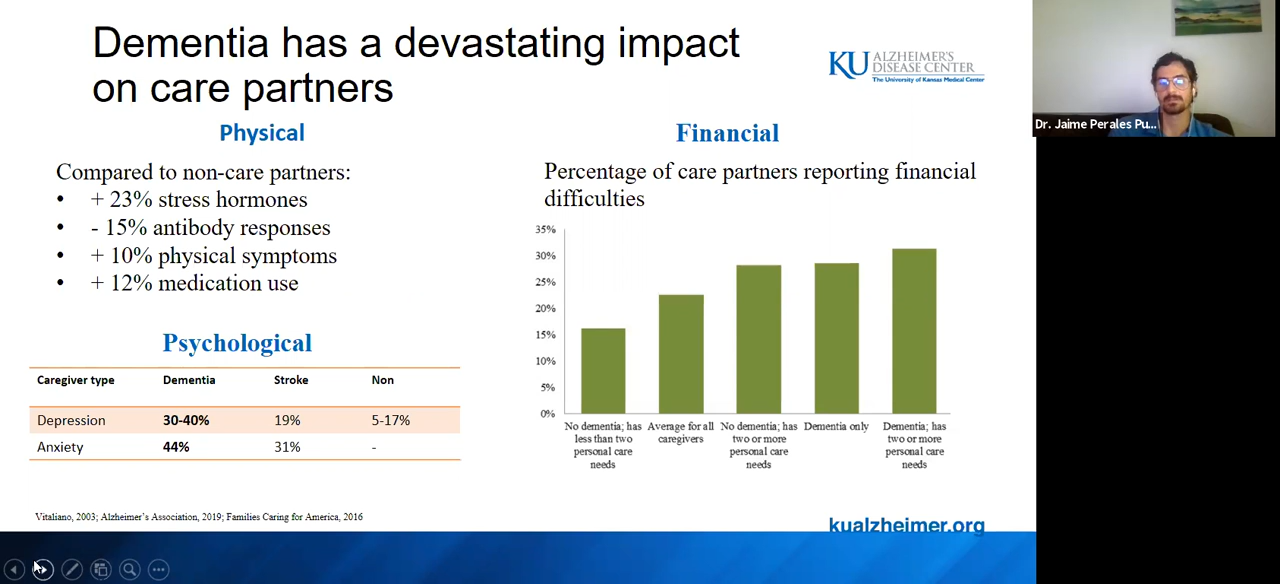 Dementia has a devastating impact
on care partners
KU ALZHEIMER'S
DISEASE CENTER
The University of Kansas Medical Center
Dr. Jaime Perales Pu...
Physical
Compared to non-care partners:
• + 23% stress hormones
• - 15% antibody responses
• + 10% physical symptoms
• + 12% medication use
Psychological
Caregiver type Dementia Stroke Non
Depression 30-40% 19% 5-17%
Anxiety 44% 31% -
Financial
Percentage of care partners reporting financial
difficulties
35%
30%
25%
20%
15%
10%
5%
0%
No dementia; has
less than two
personal care
needs
Average for all
caregivers
No dementia; has
two or more
personal care
needs
Dementia only
Dementia; has
two or more
personal care
needs
Vitaliano, 2003; Alzheimer's Association, 2019; Families Caring for America, 2016
kualzheimer.org